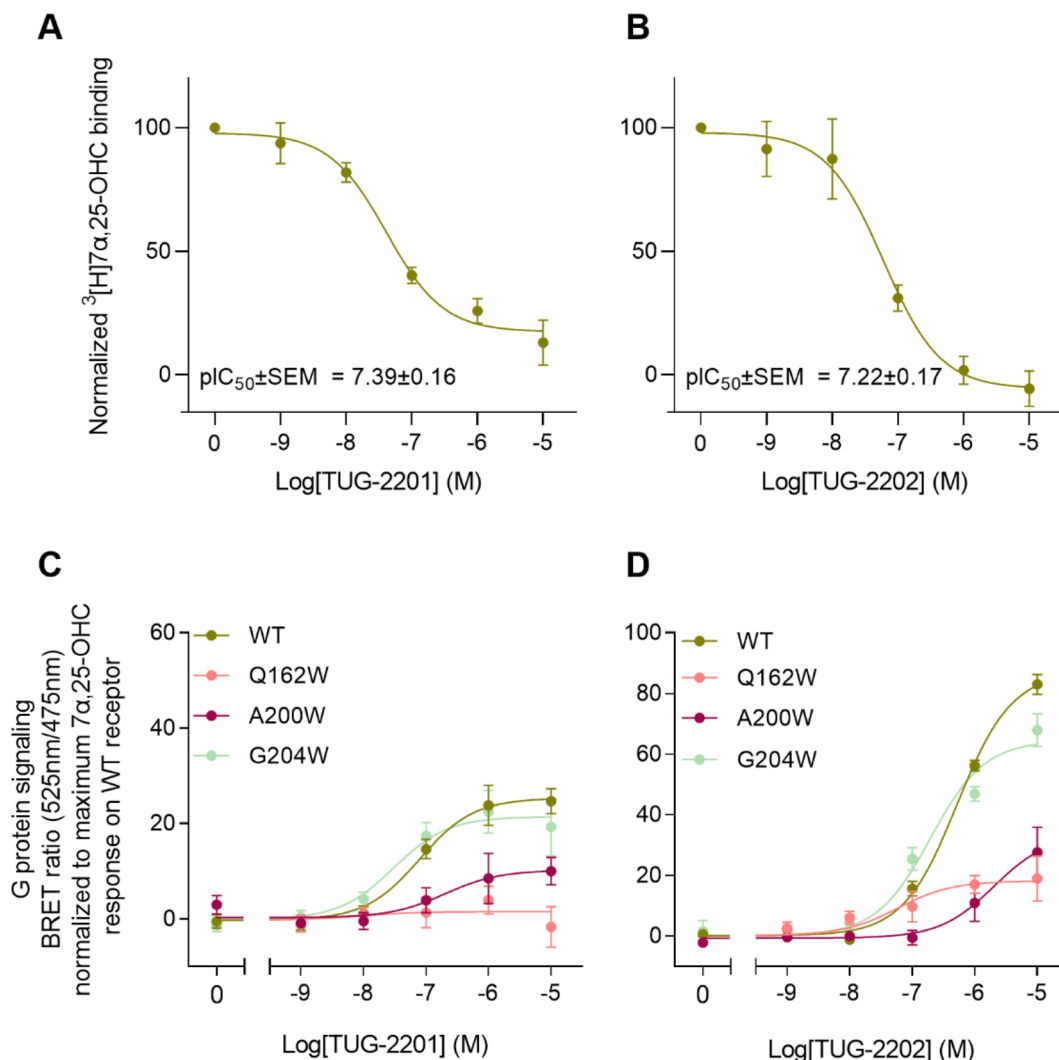 A
Normalized ³[H]7α,25-OHC binding
100
50
0
pIC₅₀±SEM = 7.39±0.16
0 -9 -8 -7 -6 -5
Log[TUG-2201] (M)
B
100
50
0
pIC₅₀±SEM = 7.22±0.17
0 -9 -8 -7 -6 -5
Log[TUG-2202] (M)
C
G protein signaling
BRET ratio (525nm/475nm)
normalized to maximum 7α,25-OHC
response on WT receptor
60
40
20
0
WT
Q162W
A200W
G204W
0 -9 -8 -7 -6 -5
Log[TUG-2201] (M)
D
100
80
60
40
20
0
WT
Q162W
A200W
G204W
0 -9 -8 -7 -6 -5
Log[TUG-2202] (M)